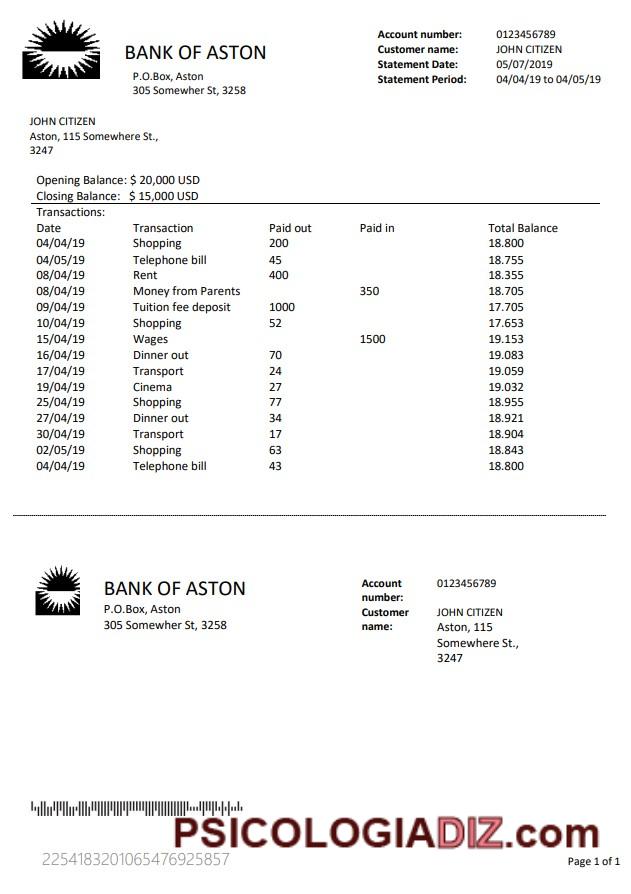 BANK OF ASTON
P.O.Box, Aston
305 Somewher St, 3258
Account number: 0123456789
Customer name: JOHN CITIZEN
Statement Date: 05/07/2019
Statement Period: 04/04/19 to 04/05/19
JOHN CITIZEN
Aston, 115 Somewhere St.,
3247
Opening Balance: $ 20,000 USD
Closing Balance: $ 15,000 USD
Transactions:
Date Transaction Paid out Paid in Total Balance
04/04/19 Shopping 200 18.800
04/05/19 Telephone bill 45 18.755
08/04/19 Rent 400 18.355
08/04/19 Money from Parents 350 18.705
09/04/19 Tuition fee deposit 1000 17.705
10/04/19 Shopping 52 17.653
15/04/19 Wages 1500 19.153
16/04/19 Dinner out 70 19.083
17/04/19 Transport 24 19.059
19/04/19 Cinema 27 19.032
25/04/19 Shopping 77 18.955
27/04/19 Dinner out 34 18.921
30/04/19 Transport 17 18.904
02/05/19 Shopping 63 18.843
04/04/19 Telephone bill 43 18.800
BANK OF ASTON
P.O.Box, Aston
305 Somewher St, 3258
Account
number: 0123456789
Customer
name: JOHN CITIZEN
Aston, 115
Somewhere St.,
3247
PSICOLOGIADIZ.com
2254183201065476925857
Page 1 of 1